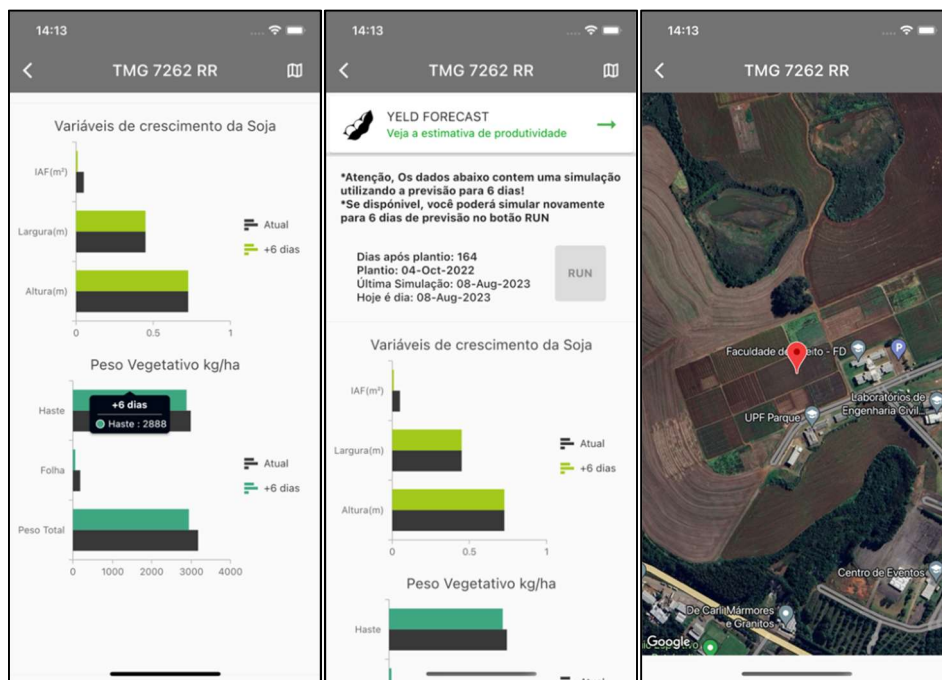 14:13
TMG 7262 RR
Variáveis de crescimento da Soja
IAF(m²)
Largura(m)
Altura(m)
0 0.5 1
Atual
+6 dias
Peso Vegetativo kg/ha
Haste
Folha
Peso Total
+6 dias
Haste : 2888
Atual
+6 dias
0 1000 2000 3000 4000
14:13
TMG 7262 RR
YELD FORECAST
Veja a estimativa de produtividade
*Atenção, Os dados abaixo contem uma simulação
utilizando a previsão para 6 dias!
*Se dispónivel, você poderá simular novamente
para 6 dias de previsão no botão RUN
Dias após plantio: 164
Plantio: 04-Oct-2022
Última Simulação: 08-Aug-2023
Hoje é dia: 08-Aug-2023
RUN
Variáveis de crescimento da Soja
IAF(m²)
Largura(m)
Altura(m)
Atual
+6 dias
0 0.5 1
Peso Vegetativo kg/ha
Haste
Atual
14:13
TMG 7262 RR
Faculdade de eito - FD
P
Laboratórios de
Engenharia Civil...
UPF Parque
Centro de Eventos
De Carli Mármores
e Granitos
Google